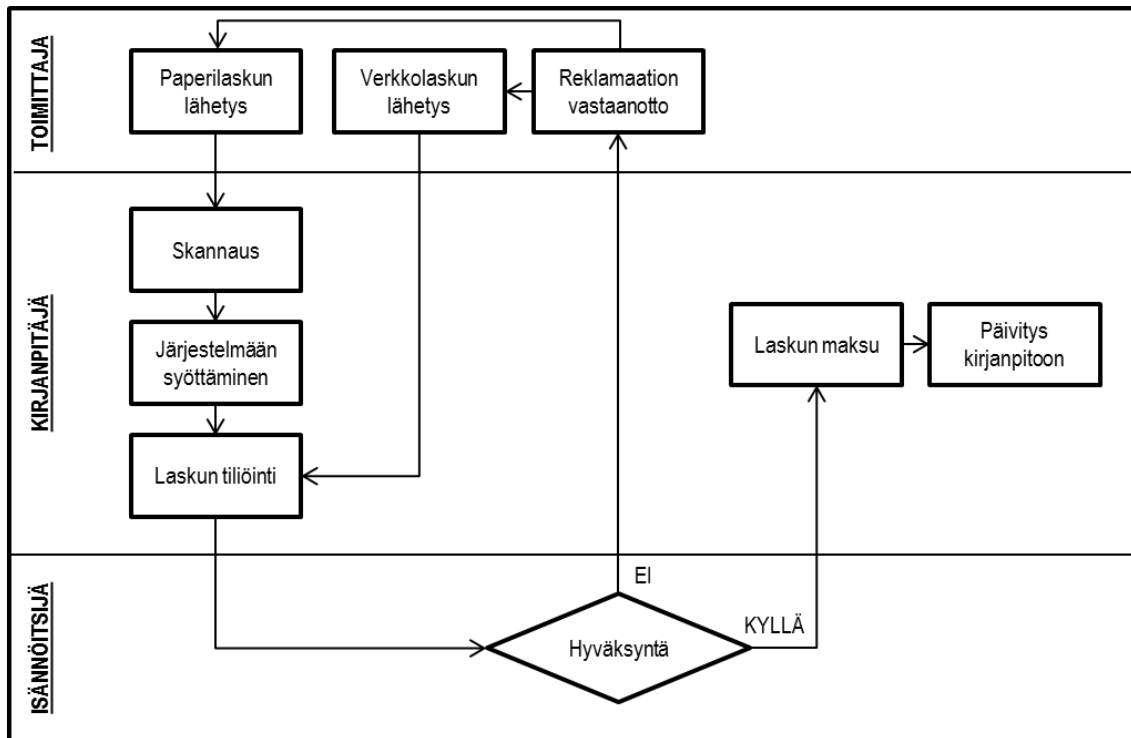 TOIMITTAJA
Paperilaskun
lähetys
Verkkolaskun
lähetys
Reklamaation
vastaanotto
KIRJANPITÄJÄ
Skannaus
Järjestelmään
syöttäminen
Laskun tiliöinti
Laskun maksu
Päivitys
kirjanpitoon
ISÄNNÖITSIJÄ
EI
KYLLÄ
Hyväksyntä